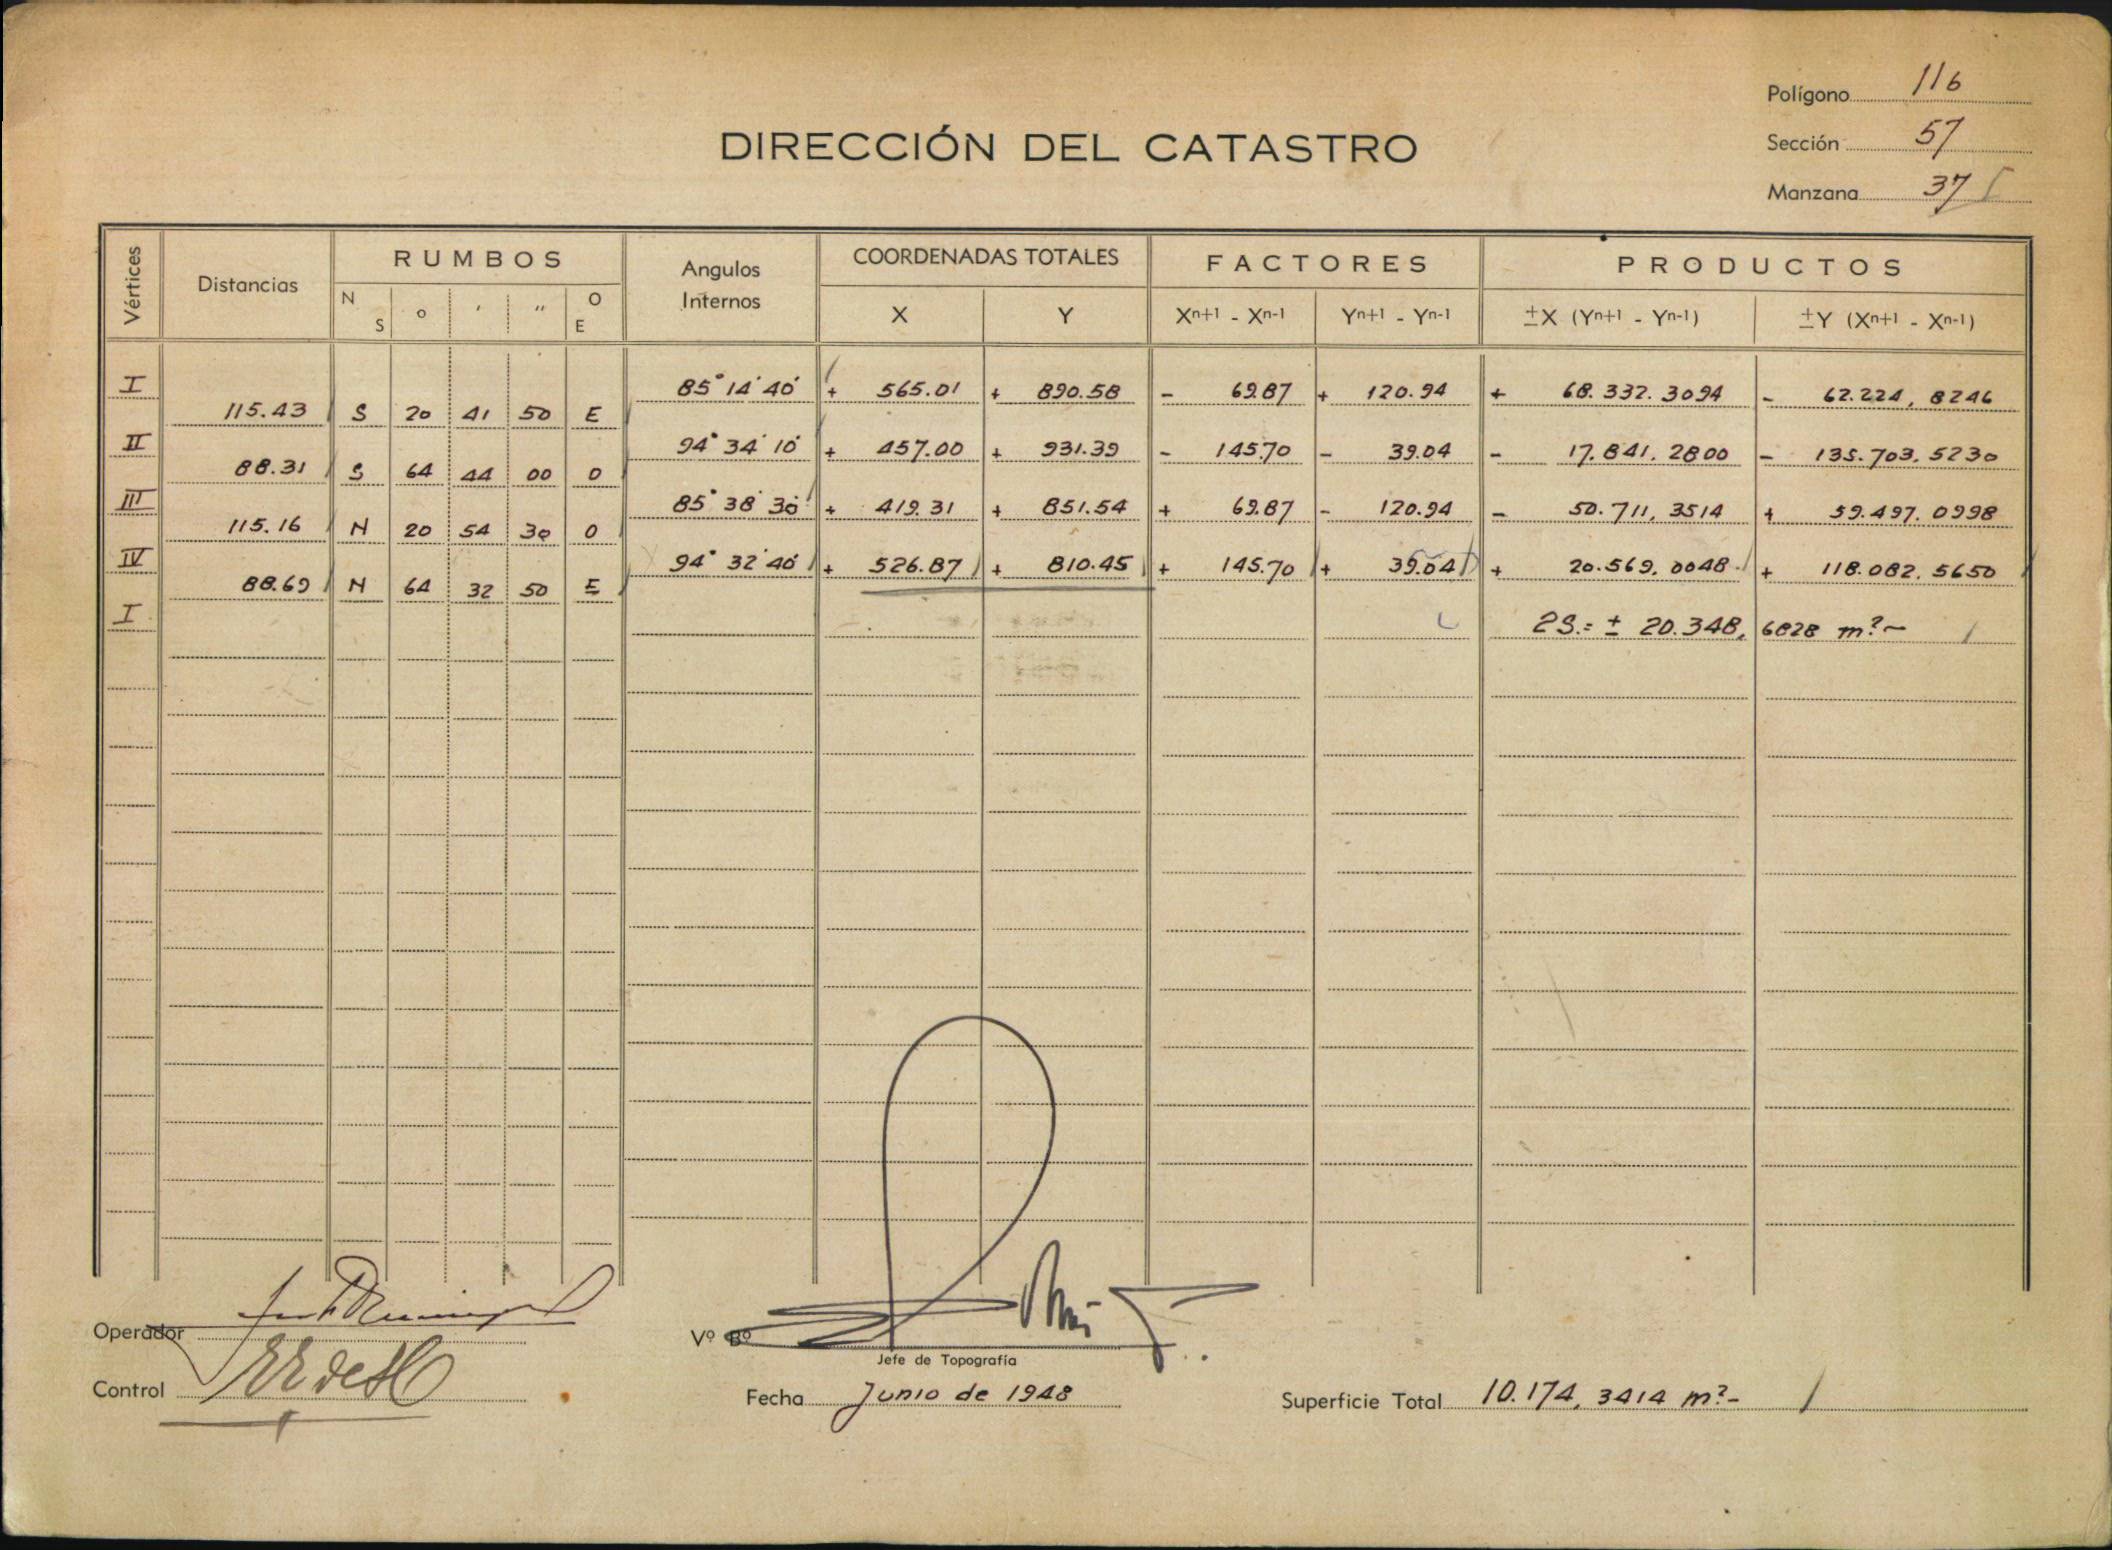 Polígono 116
DIRECCIÓN DEL CATASTRO
Sección 57
Manzana 37 I
Vértices Distancias RUMBOS Angulos Internos COORDENADAS TOTALES FACTORES PRODUCTOS
N S o ' " O E X Y Xn+1 - Xn-1 Yn+1 - Yn-1 ±X (Yn+1 - Yn-1) ±Y (Xn+1 - Xn-1)
I 85° 14' 40" + 565.01 + 890.58 - 69.87 + 120.94 + 68.332.3094 - 62.224,8246
115.43 S 20 41 50 E
II 94° 34' 10" + 457.00 + 931.39 - 145.70 - 39.04 - 17.841.2800 - 135.703.5230
88.31 S 64 44 00 O
III 85° 38' 30" + 419.31 + 851.54 + 69.87 - 120.94 - 50.711,3514 + 59.497.0998
115.16 N 20 54 30 O
IV 94° 32' 40" + 526.87 + 810.45 + 145.70 + 39.04 + 20.569,0048 + 118.082.5650
88.69 N 64 32 50 E
I 2S.= ± 20.348,6828 m²-
Operador
Vº Bº
Jefe de Topografía
Control
Fecha Junio de 1948
Superficie Total 10.174,3414 m²-